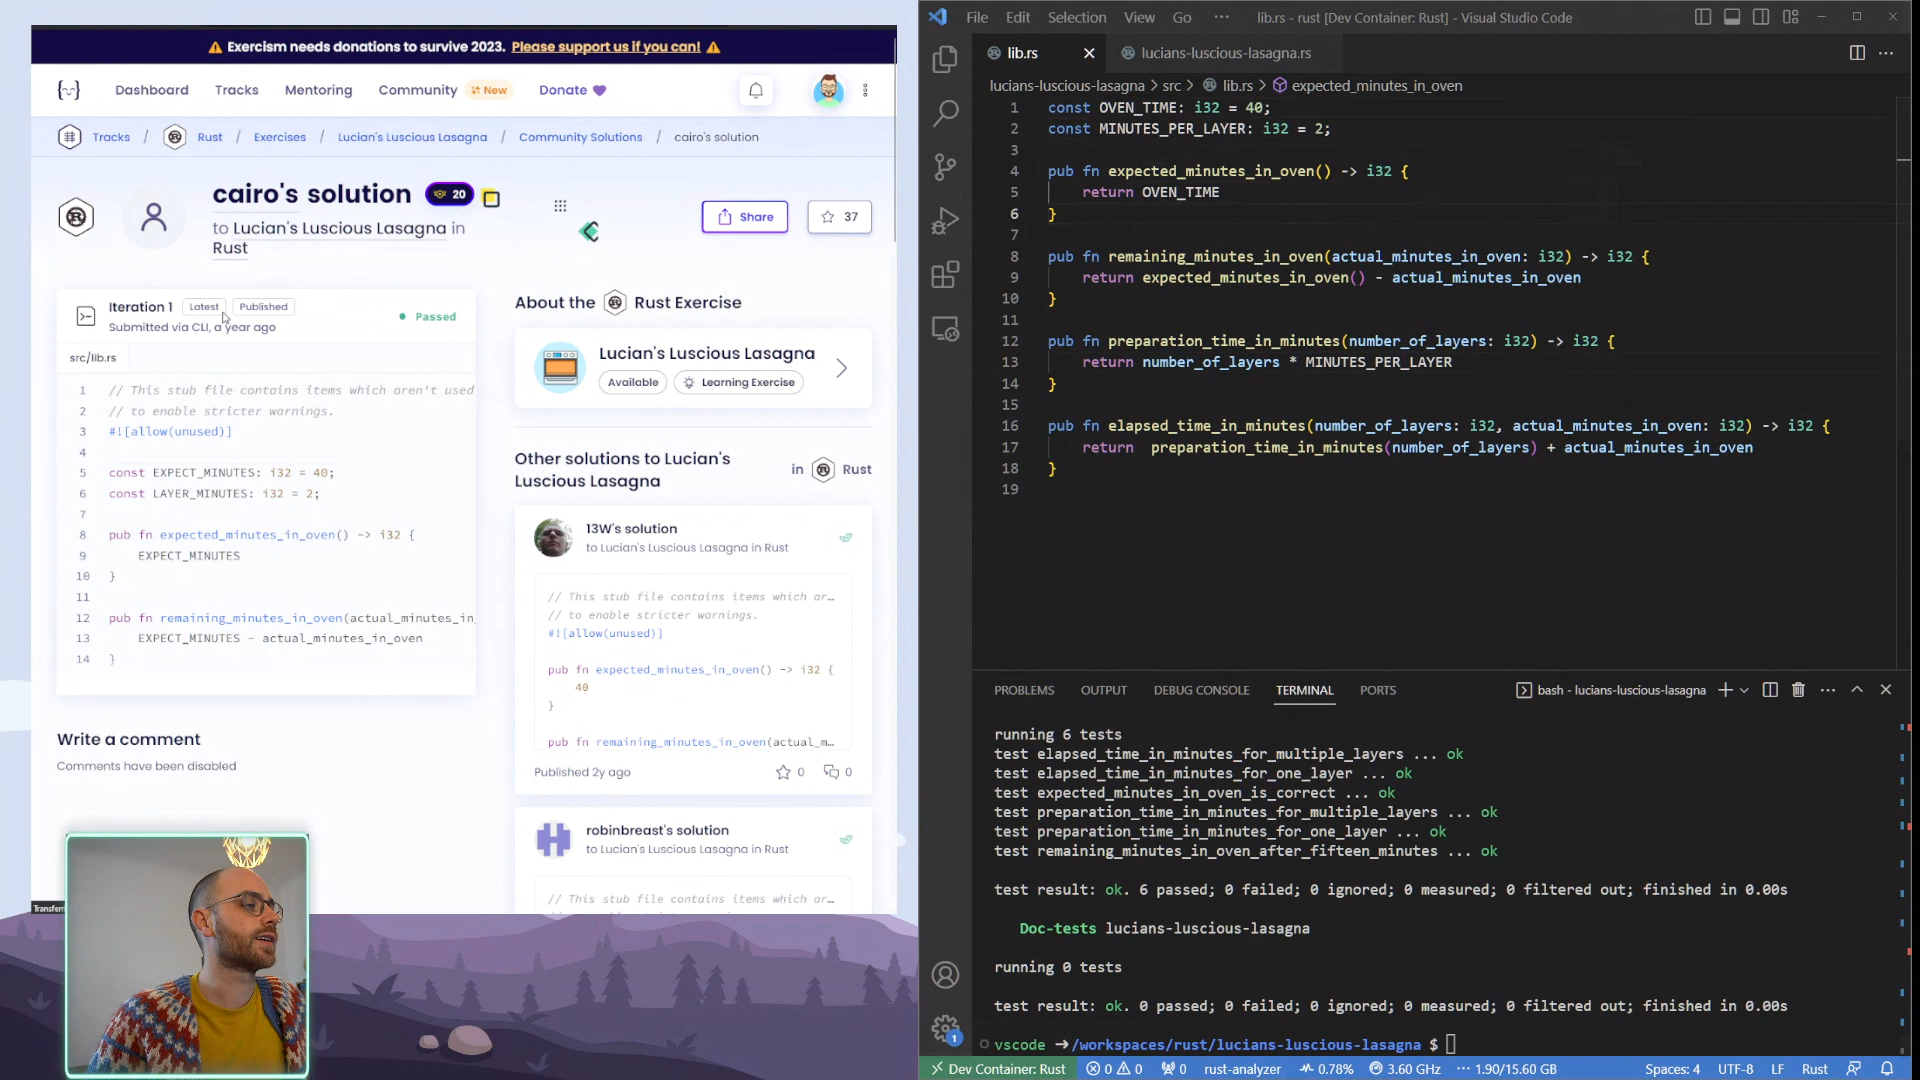 ⚠ Exercism needs donations to survive 2023. Please support us if you can! ⚠
Dashboard Tracks Mentoring Community New Donate
Tracks / Rust / Exercises / Lucian's Luscious Lasagna / Community Solutions / cairo's solution
cairo's solution 20
to Lucian's Luscious Lasagna in
Rust
Share
37
Iteration 1 Latest Published
Submitted via CLI, a year ago
Passed
src/lib.rs
1 // This stub file contains items which aren't used
2 // to enable stricter warnings.
3 #![allow(unused)]
4
5 const EXPECT_MINUTES: i32 = 40;
6 const LAYER_MINUTES: i32 = 2;
7
8 pub fn expected_minutes_in_oven() -> i32 {
9 EXPECT_MINUTES
10 }
11
12 pub fn remaining_minutes_in_oven(actual_minutes_in_
13 EXPECT_MINUTES - actual_minutes_in_oven
14 }
Write a comment
Comments have been disabled
About the Rust Exercise
Lucian's Luscious Lasagna
Available Learning Exercise
Other solutions to Lucian's
Luscious Lasagna
in Rust
13W's solution
to Lucian's Luscious Lasagna in Rust
// This stub file contains items which ar…
// to enable stricter warnings.
#![allow(unused)]
pub fn expected_minutes_in_oven() -> i32 {
40
}
pub fn remaining_minutes_in_oven(actual_m…
Published 2y ago 0 0
robinbreast's solution
to Lucian's Luscious Lasagna in Rust
// This stub file contains items which ar…
File Edit Selection View Go ··· lib.rs - rust [Dev Container: Rust] - Visual Studio Code
lib.rs lucians-luscious-lasagna.rs
lucians-luscious-lasagna > src > lib.rs > expected_minutes_in_oven
1 const OVEN_TIME: i32 = 40;
2 const MINUTES_PER_LAYER: i32 = 2;
3
4 pub fn expected_minutes_in_oven() -> i32 {
5 return OVEN_TIME
6 }
7
8 pub fn remaining_minutes_in_oven(actual_minutes_in_oven: i32) -> i32 {
9 return expected_minutes_in_oven() - actual_minutes_in_oven
10 }
11
12 pub fn preparation_time_in_minutes(number_of_layers: i32) -> i32 {
13 return number_of_layers * MINUTES_PER_LAYER
14 }
15
16 pub fn elapsed_time_in_minutes(number_of_layers: i32, actual_minutes_in_oven: i32) -> i32 {
17 return  preparation_time_in_minutes(number_of_layers) + actual_minutes_in_oven
18 }
19
PROBLEMS OUTPUT DEBUG CONSOLE TERMINAL PORTS bash - lucians-luscious-lasagna
running 6 tests
test elapsed_time_in_minutes_for_multiple_layers ... ok
test elapsed_time_in_minutes_for_one_layer ... ok
test expected_minutes_in_oven_is_correct ... ok
test preparation_time_in_minutes_for_multiple_layers ... ok
test preparation_time_in_minutes_for_one_layer ... ok
test remaining_minutes_in_oven_after_fifteen_minutes ... ok
test result: ok. 6 passed; 0 failed; 0 ignored; 0 measured; 0 filtered out; finished in 0.00s
Doc-tests lucians-luscious-lasagna
running 0 tests
test result: ok. 0 passed; 0 failed; 0 ignored; 0 measured; 0 filtered out; finished in 0.00s
vscode → /workspaces/rust/lucians-luscious-lasagna $
1
Dev Container: Rust 0 0 0 rust-analyzer 0.78% 3.60 GHz 1.90/15.60 GB Spaces: 4 UTF-8 LF Rust